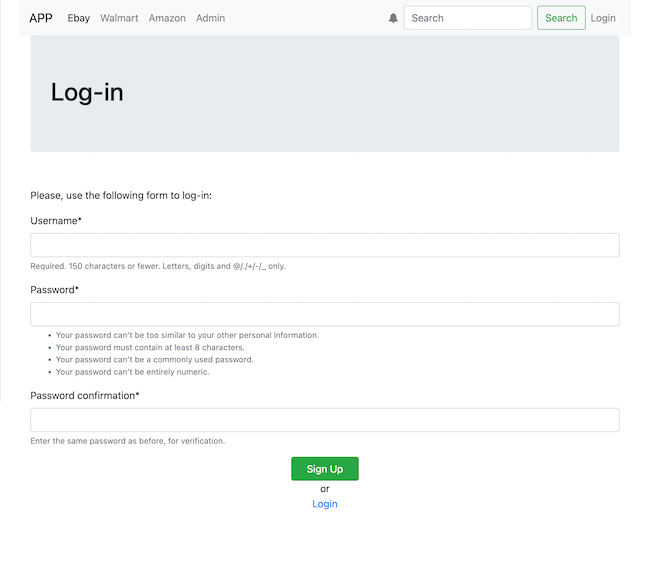 APP Ebay Walmart Amazon Admin Search Search Login
Log-in
Please, use the following form to log-in:
Username*
Required. 150 characters or fewer. Letters, digits and @/./+/-/_ only.
Password*
• Your password can't be too similar to your other personal information.
• Your password must contain at least 8 characters.
• Your password can't be a commonly used password.
• Your password can't be entirely numeric.
Password confirmation*
Enter the same password as before, for verification.
Sign Up
or
Login